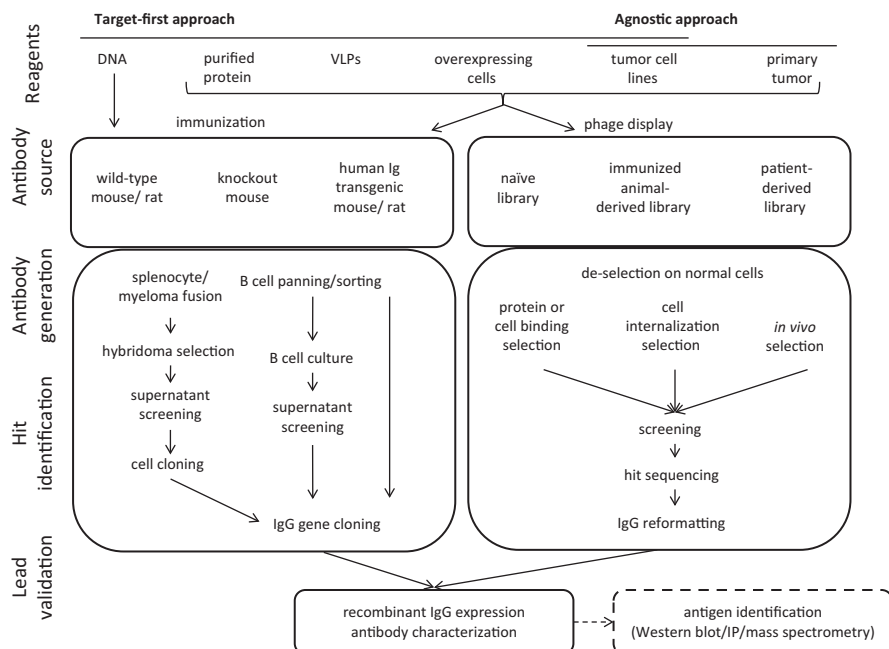 Target-first approach
Agnostic approach
Reagents
DNA
purified
protein
VLPs
overexpressing
cells
tumor cell
lines
primary
tumor
immunization
phage display
Antibody
source
wild-type
mouse/ rat
knockout
mouse
human Ig
transgenic
mouse/ rat
naïve
library
immunized
animal-
derived library
patient-
derived
library
Antibody
generation
splenocyte/
myeloma fusion
B cell panning/sorting
de-selection on normal cells
protein or
cell binding
selection
cell
internalization
selection
in vivo
selection
hybridoma selection
B cell culture
Hit
identification
supernatant
screening
supernatant
screening
screening
cell cloning
hit sequencing
IgG gene cloning
IgG reformatting
Lead
validation
recombinant IgG expression
antibody characterization
antigen identification
(Western blot/IP/mass spectrometry)